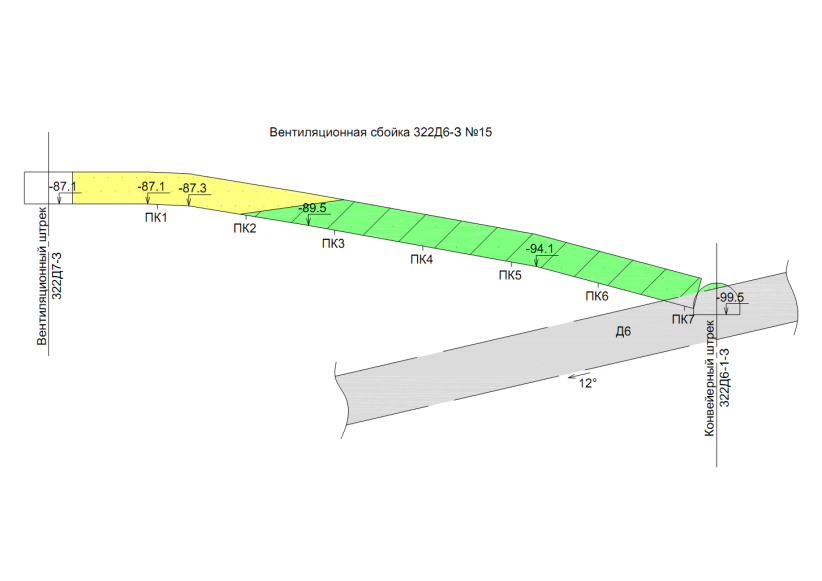 Вентиляционная сбойка 322Д6-3 №15
-87.1
-87.1
-87.3
ПК1
-89.5
ПК2
ПК3
-94.1
ПК4
ПК5
ПК6
-99.5
ПК7
Д6
12°
Вентиляционный штрек
322Д7-3
Конвейерный штрек
322Д6-1-3